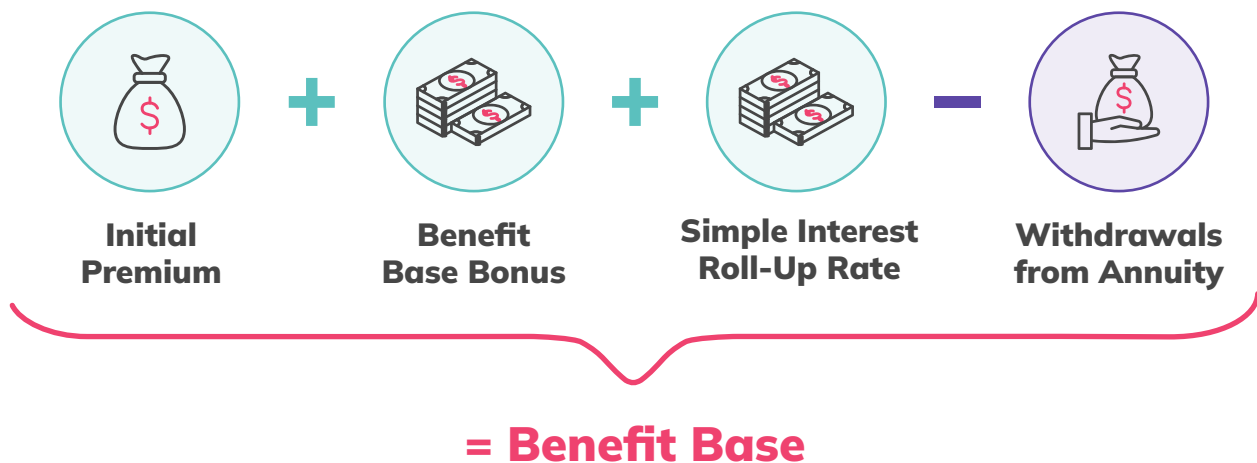 Initial
Premium
Benefit
Base Bonus
Simple Interest
Roll-Up Rate
Withdrawals
from Annuity
= Benefit Base